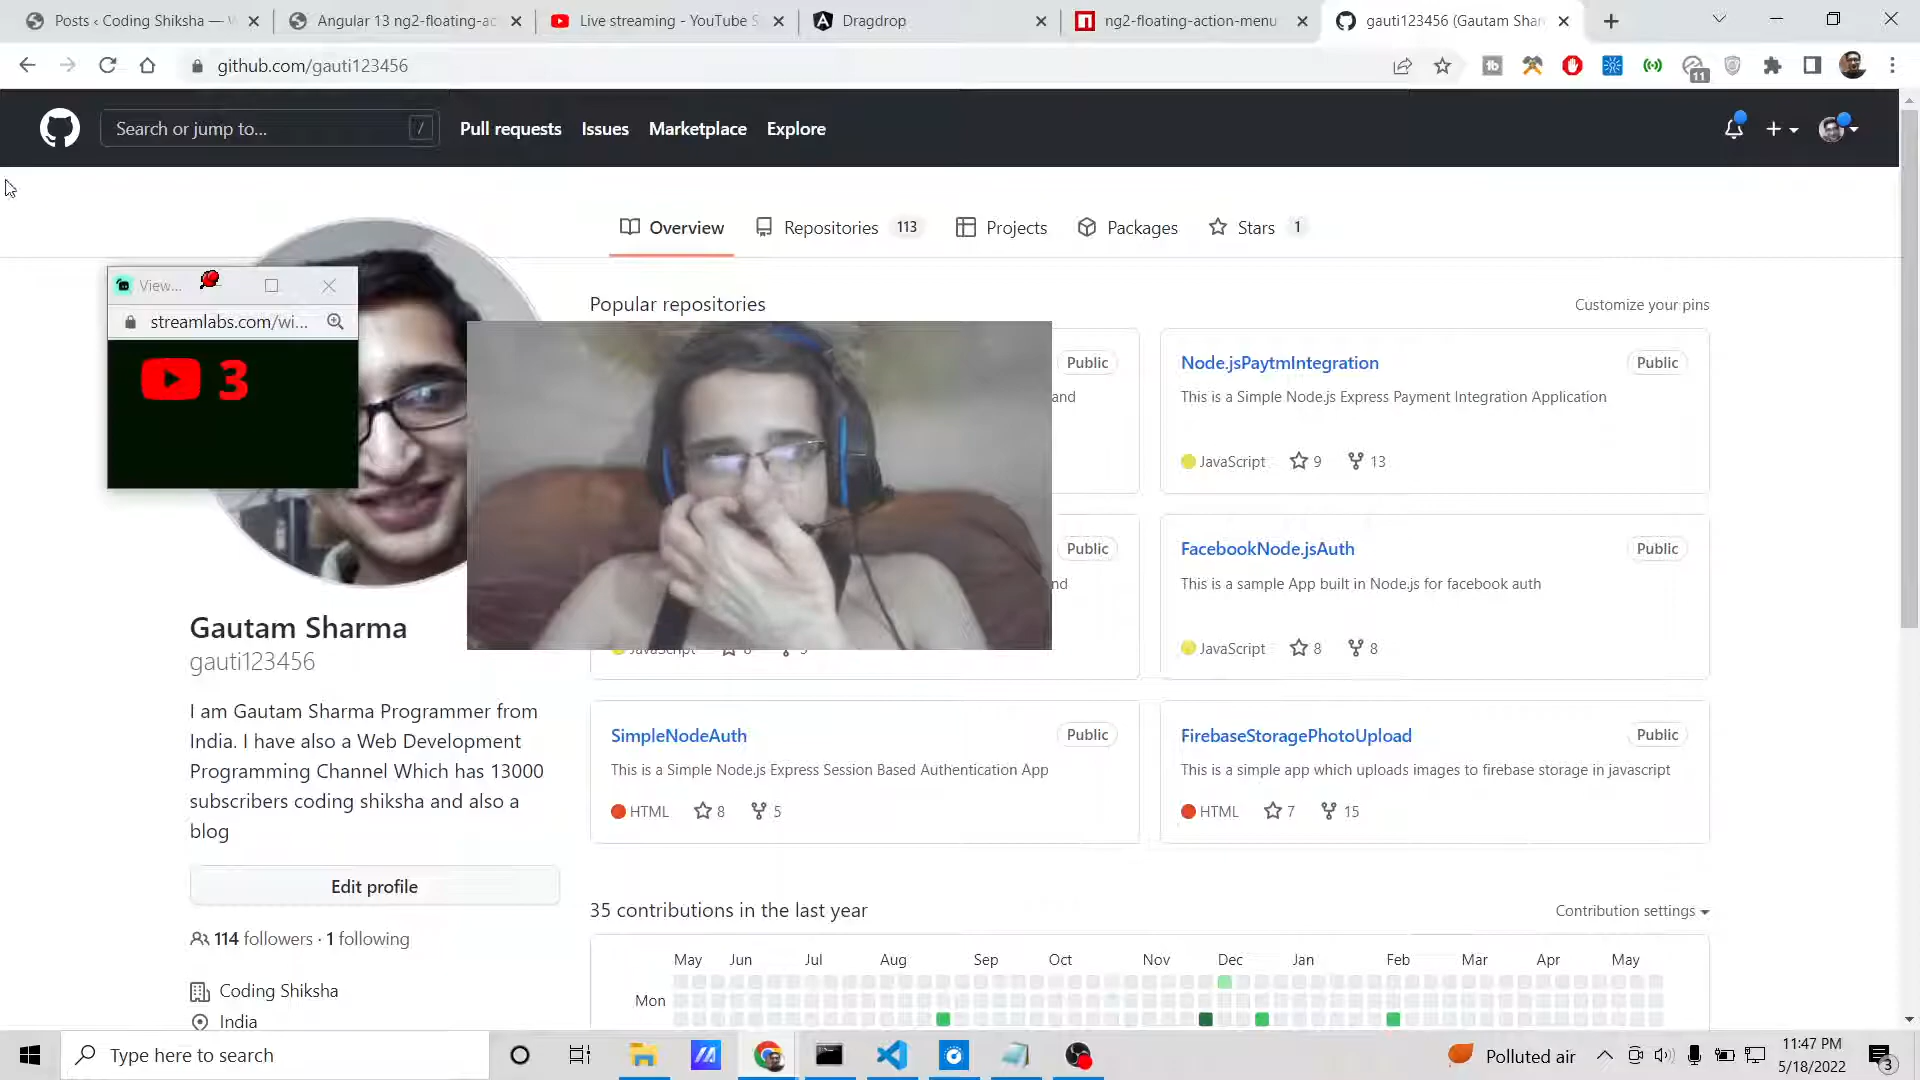 Posts ‹ Coding Shiksha — W
Angular 13 ng2-floating-ac
Live streaming - YouTube S
Dragdrop
ng2-floating-action-menu
gauti123456 (Gautam Shar
github.com/gauti123456
11
Search or jump to...
/
Pull requests
Issues
Marketplace
Explore
Overview
Repositories 113
Projects
Packages
Stars 1
View...
streamlabs.com/wi...
3
Gautam Sharma
gauti123456
I am Gautam Sharma Programmer from
India. I have also a Web Development
Programming Channel Which has 13000
subscribers coding shiksha and also a
blog
Edit profile
114 followers · 1 following
Coding Shiksha
India
Popular repositories
Customize your pins
Public
and
Node.jsPaytmIntegration
Public
This is a Simple Node.js Express Payment Integration Application
JavaScript 9 13
Public
nd
JavaScript
FacebookNode.jsAuth
Public
This is a sample App built in Node.js for facebook auth
JavaScript 8 8
SimpleNodeAuth
Public
This is a Simple Node.js Express Session Based Authentication App
HTML 8 5
FirebaseStoragePhotoUpload
Public
This is a simple app which uploads images to firebase storage in javascript
HTML 7 15
35 contributions in the last year
Contribution settings
May Jun Jul Aug Sep Oct Nov Dec Jan Feb Mar Apr May
Mon
Type here to search
Polluted air
11:47 PM
5/18/2022
3